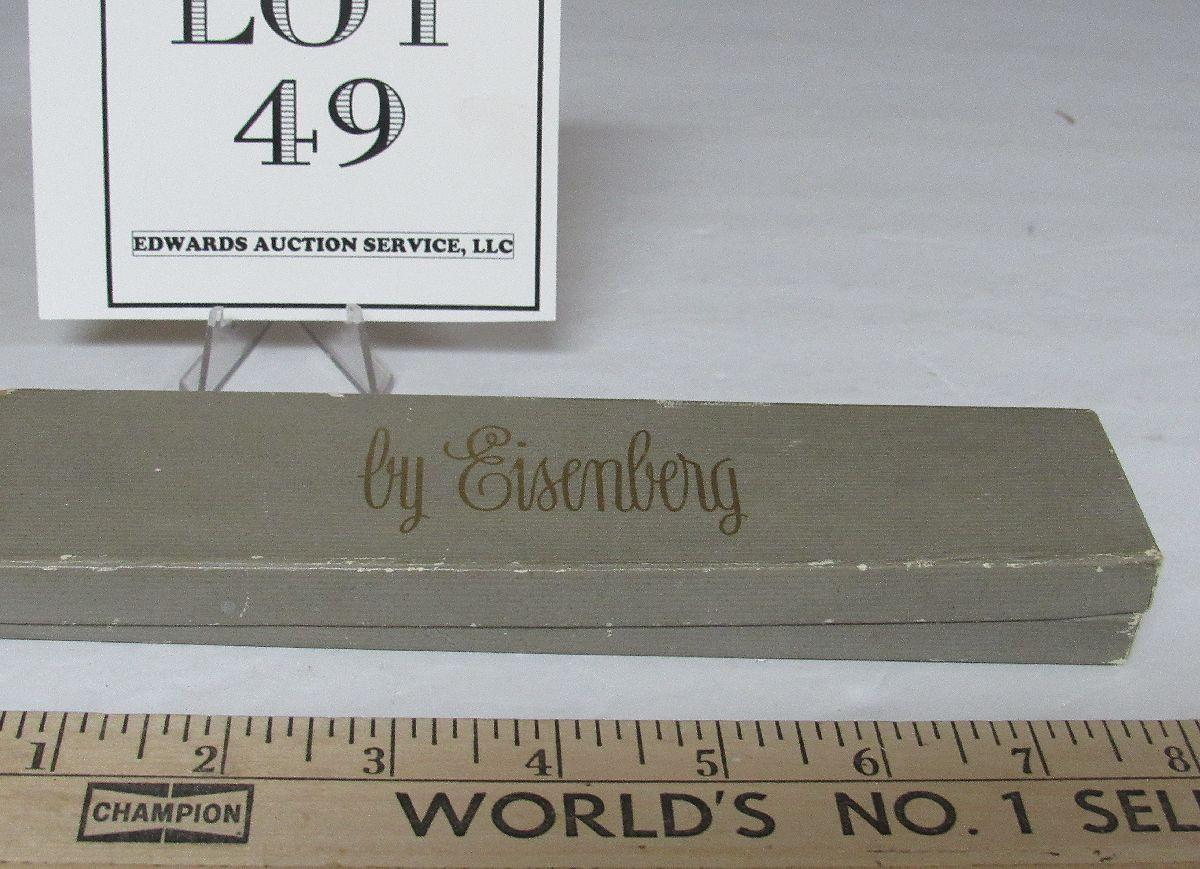 LOT
49
EDWARDS AUCTION SERVICE, LLC
by Eisenberg
1 2 3 4 5 6 7 8
CHAMPION WORLD'S NO. 1 SEL